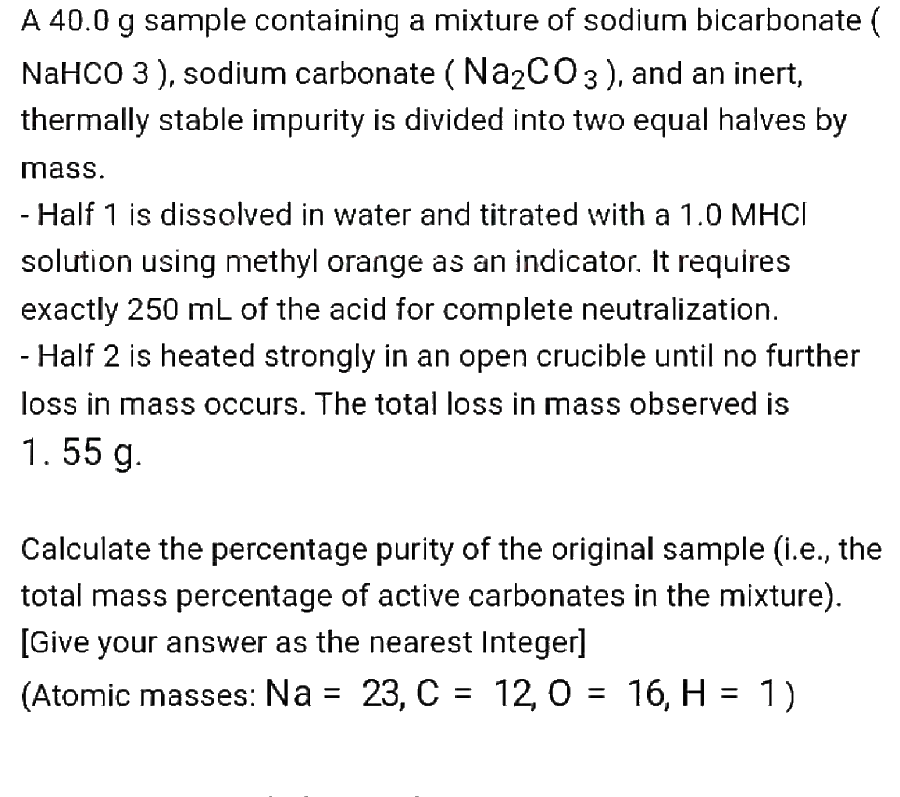 A 40.0 g sample containing a mixture of sodium bicarbonate (
NaHCO 3 ), sodium carbonate ( Na₂CO ₃ ), and an inert,
thermally stable impurity is divided into two equal halves by
mass.
- Half 1 is dissolved in water and titrated with a 1.0 MHCl
solution using methyl orange as an indicator. It requires
exactly 250 mL of the acid for complete neutralization.
- Half 2 is heated strongly in an open crucible until no further
loss in mass occurs. The total loss in mass observed is
1. 55 g.
Calculate the percentage purity of the original sample (i.e., the
total mass percentage of active carbonates in the mixture).
[Give your answer as the nearest Integer]
(Atomic masses: Na = 23, C = 12, O = 16, H = 1 )